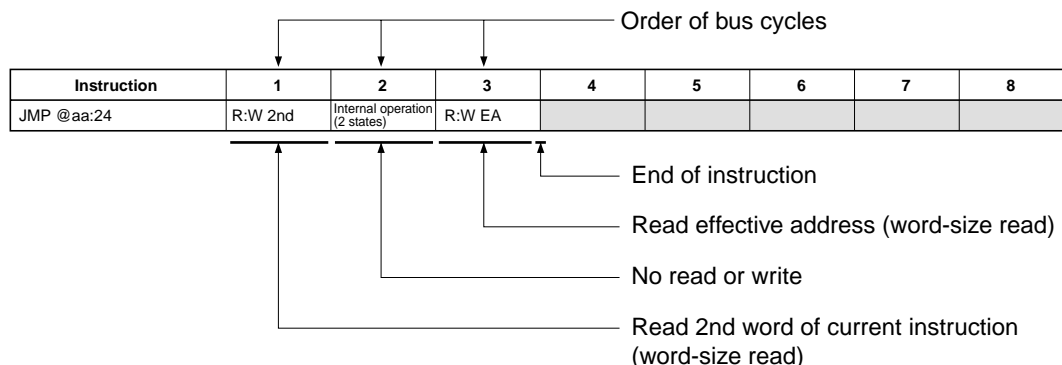 Order of bus cycles
Instruction 1 2 3 4 5 6 7 8
JMP @aa:24 R:W 2nd Internal operation (2 states) R:W EA
End of instruction
Read effective address (word-size read)
No read or write
Read 2nd word of current instruction
(word-size read)